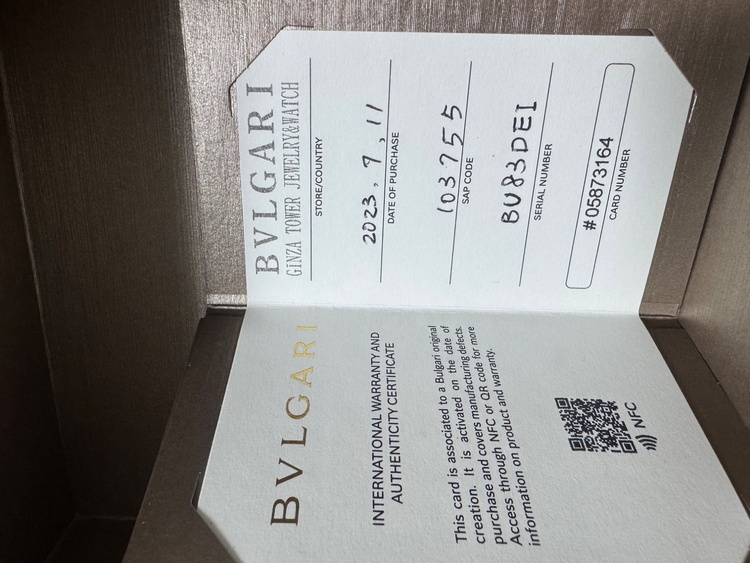 BVLGARI
GINZA TOWER JEWELRY&WATCH
STORE/COUNTRY
2023, 7, 11
DATE OF PURCHASE
103755
SAP CODE
BU83DEI
SERIAL NUMBER
#05873164
CARD NUMBER
BVLGARI
INTERNATIONAL WARRANTY AND
AUTHENTICITY CERTIFICATE
This card is associated to a Bulgari original
creation. It is activated on the date of
purchase and covers manufacturing defects.
Access through NFC or QR code for more
information on product and warranty.
NFC